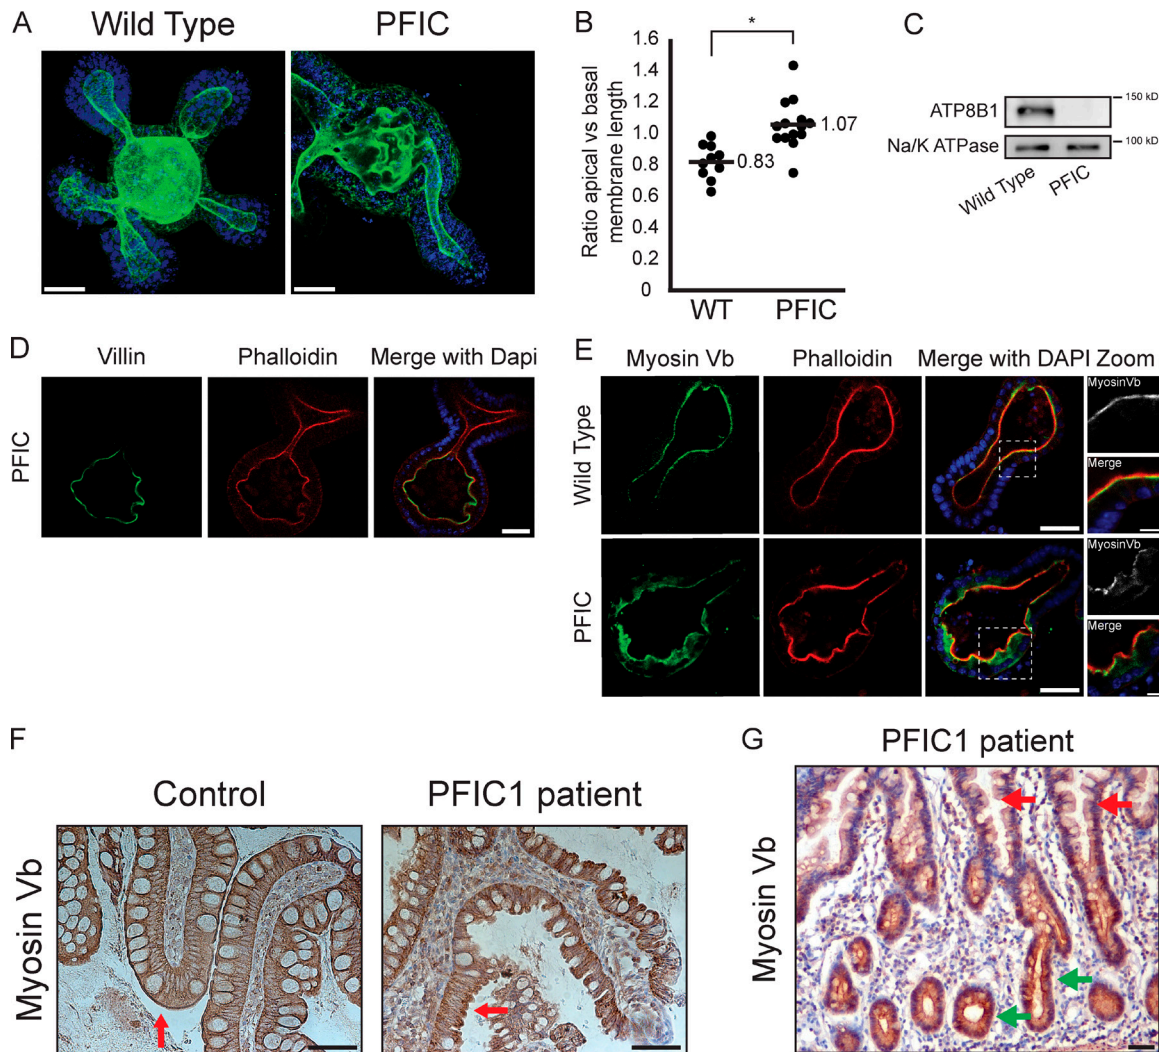 A
Wild Type
PFIC
B
Ratio apical vs basal
membrane length
1.6
1.4
1.2
1.0
0.8
0.6
0.4
0.2
0
*
0.83
1.07
WT
PFIC
C
ATP8B1
Na/K ATPase
150 kD
100 kD
Wild Type
PFIC
D
Villin
Phalloidin
Merge with Dapi
PFIC
E
Myosin Vb
Phalloidin
Merge with DAPI
Zoom
Wild Type
MyosinVb
Merge
PFIC
MyosinVb
Merge
F
Control
PFIC1 patient
Myosin Vb
G
PFIC1 patient
Myosin Vb